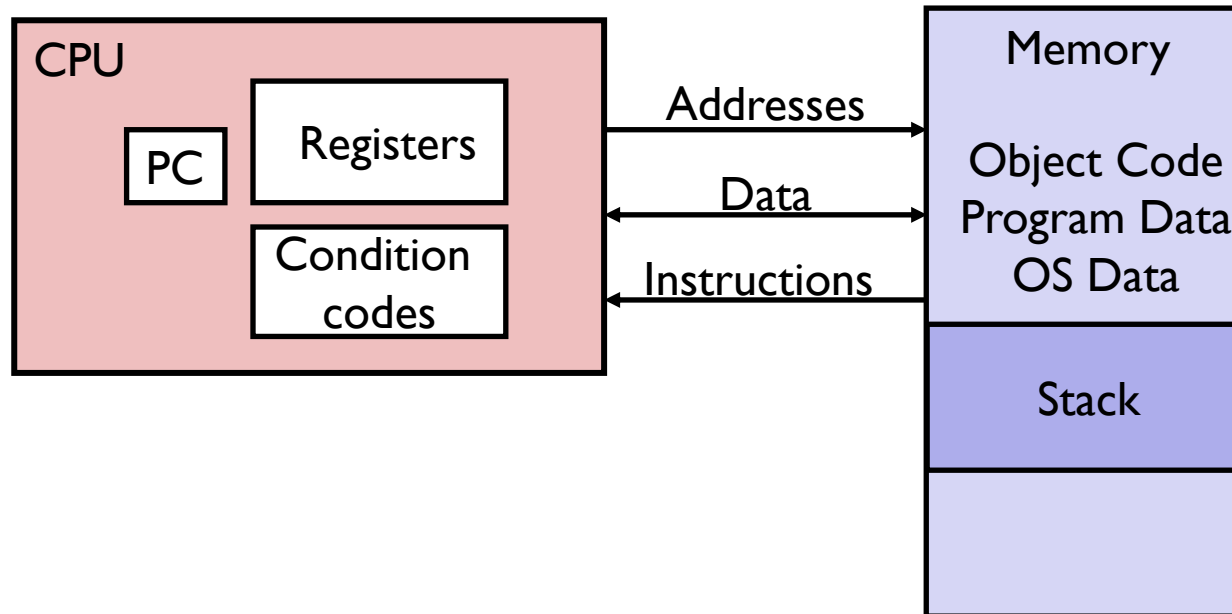 CPU
PC
Registers
Condition
codes
Addresses
Data
Instructions
Memory
Object Code
Program Data
OS Data
Stack